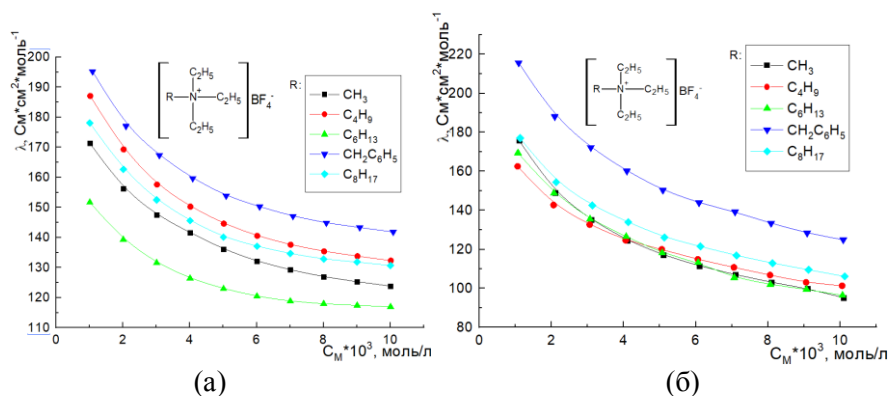 λ, См*см²*моль⁻¹
200
190
180
170
160
150
140
130
120
110
0
2
4
6
8
10
C_M*10³, моль/л
C₂H₅
R—N⁺—C₂H₅
C₂H₅
BF₄⁻
R:
CH₃
C₄H₉
C₆H₁₃
CH₂C₆H₅
C₈H₁₇
(а)
λ, См*см²*моль⁻¹
220
200
180
160
140
120
100
80
0
2
4
6
8
10
C_M*10³, моль/л
C₂H₅
R—N⁺—C₂H₅
C₂H₅
BF₄⁻
R:
CH₃
C₄H₉
C₆H₁₃
CH₂C₆H₅
C₈H₁₇
(б)